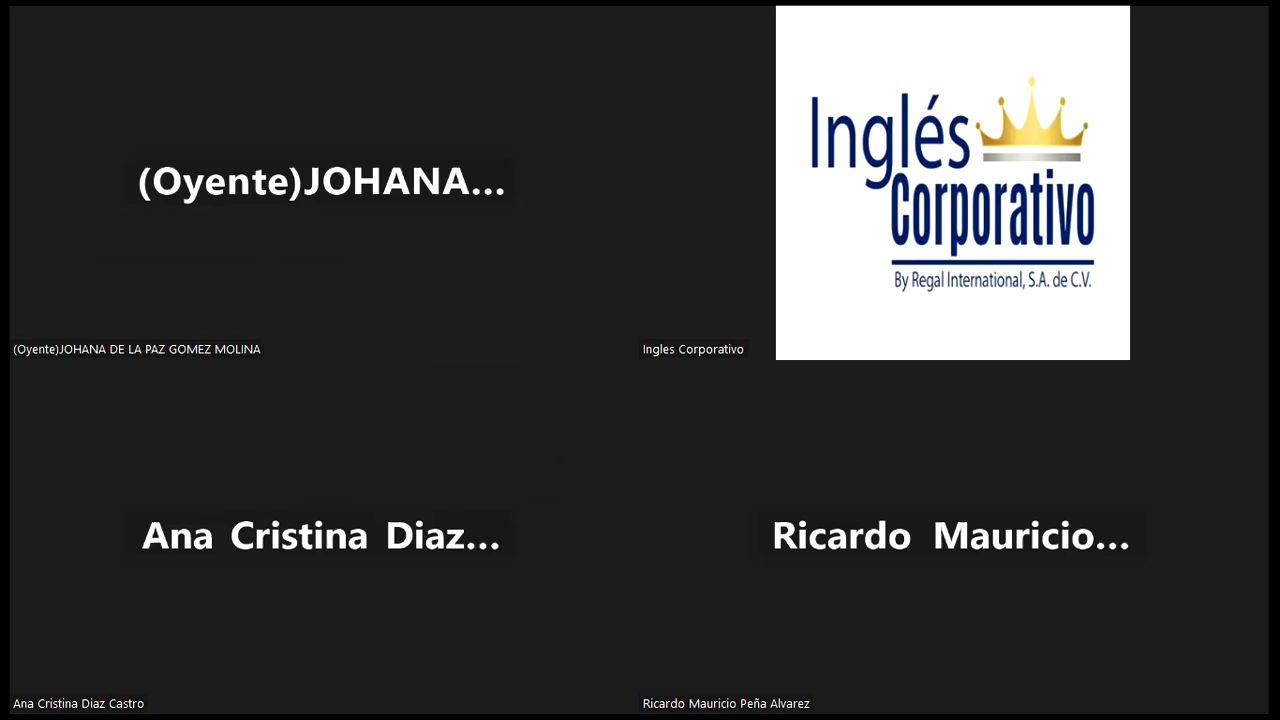 (Oyente)JOHANA...
(Oyente)JOHANA DE LA PAZ GOMEZ MOLINA
Inglés
Corporativo
By Regal International, S.A. de C.V.
Ingles Corporativo
Ana Cristina Diaz...
Ana Cristina Diaz Castro
Ricardo Mauricio...
Ricardo Mauricio Peña Alvarez